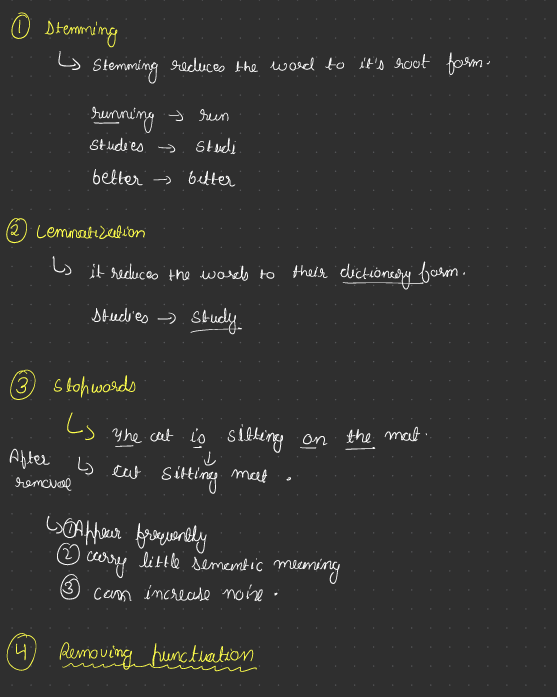 ① Stemming
↳ Stemming reduces the word to it's root form.
running → run
studies → studi
better → better
② Lemmatization
↳ it reduces the words to their dictionary form.
studies → study
③ Stopwords
↳ The cat is sitting on the mat.
After removal ↳ cat sitting mat.
↳ ① Appear frequently
② carry little semantic meaning
③ can increase noise.
④ Removing punctuation